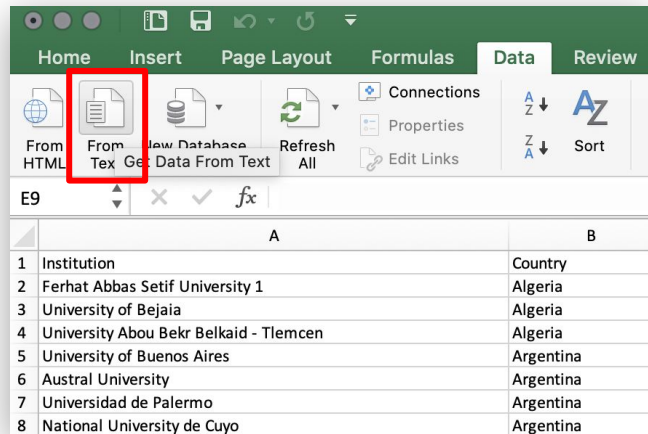 Home Insert Page Layout Formulas Data Review
Connections
Properties
Edit Links
From HTML
From Tex
New Database
Get Data From Text
Refresh All
A Z
Z A
AZ
Sort
E9 fx
A B
1 Institution Country
2 Ferhat Abbas Setif University 1 Algeria
3 University of Bejaia Algeria
4 University Abou Bekr Belkaid - Tlemcen Algeria
5 University of Buenos Aires Argentina
6 Austral University Argentina
7 Universidad de Palermo Argentina
8 National University de Cuyo Argentina